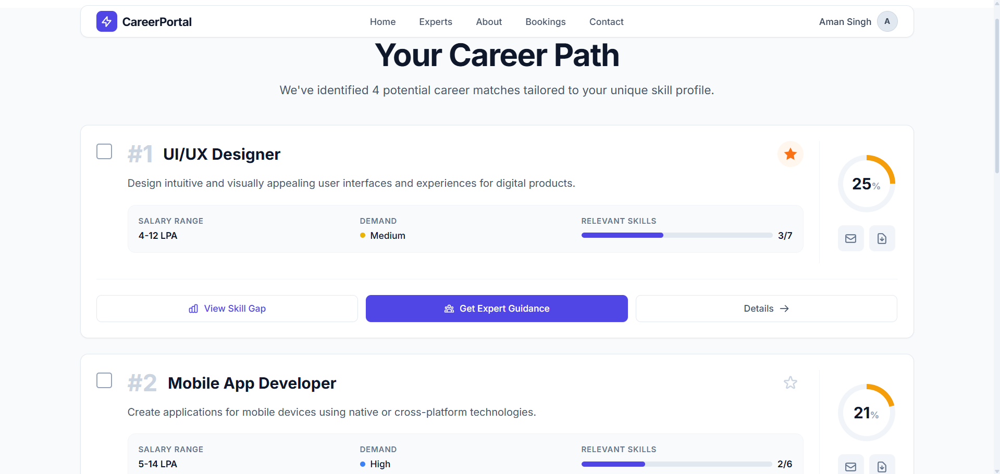 CareerPortal
Home Experts About Bookings Contact
Aman Singh A
Your Career Path
We've identified 4 potential career matches tailored to your unique skill profile.
#1 UI/UX Designer
Design intuitive and visually appealing user interfaces and experiences for digital products.
25%
SALARY RANGE DEMAND RELEVANT SKILLS
4-12 LPA Medium 3/7
View Skill Gap Get Expert Guidance Details
#2 Mobile App Developer
Create applications for mobile devices using native or cross-platform technologies.
21%
SALARY RANGE DEMAND RELEVANT SKILLS
5-14 LPA High 2/6